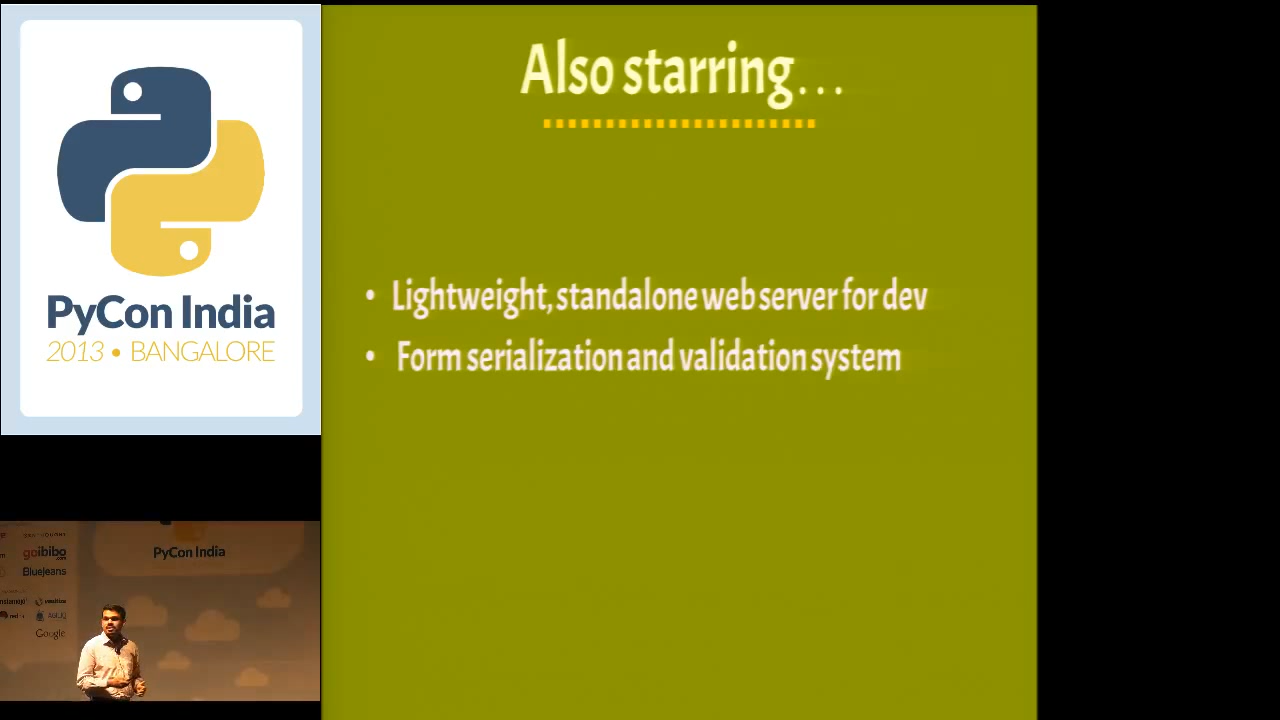 Also starring...
• Lightweight, standalone web server for dev
• Form serialization and validation system
PyCon India
2013 • BANGALORE
PyCon India
goibibo
BlueJeans
Google